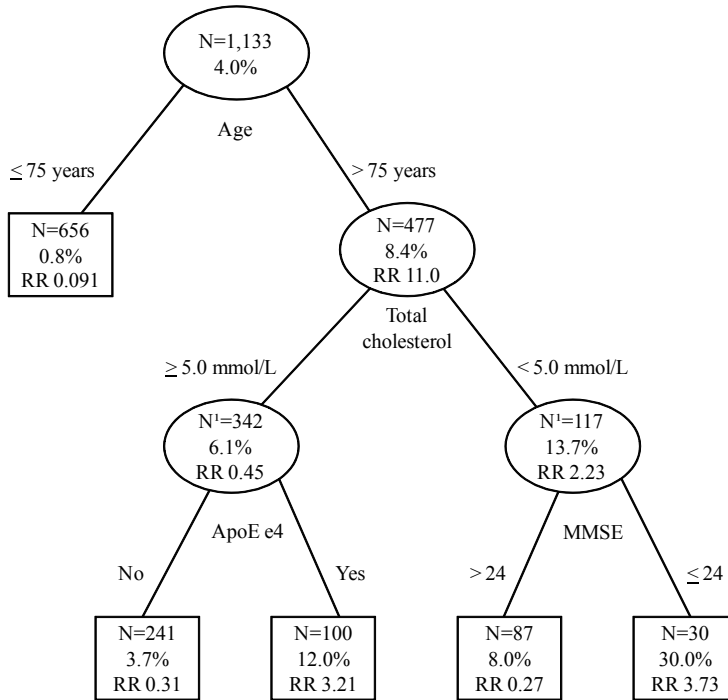 N=1,133
4.0%
Age
≤ 75 years
> 75 years
N=656
0.8%
RR 0.091
N=477
8.4%
RR 11.0
Total
cholesterol
≥ 5.0 mmol/L
< 5.0 mmol/L
N¹=342
6.1%
RR 0.45
N¹=117
13.7%
RR 2.23
ApoE e4
MMSE
No
Yes
> 24
≤ 24
N=241
3.7%
RR 0.31
N=100
12.0%
RR 3.21
N=87
8.0%
RR 0.27
N=30
30.0%
RR 3.73